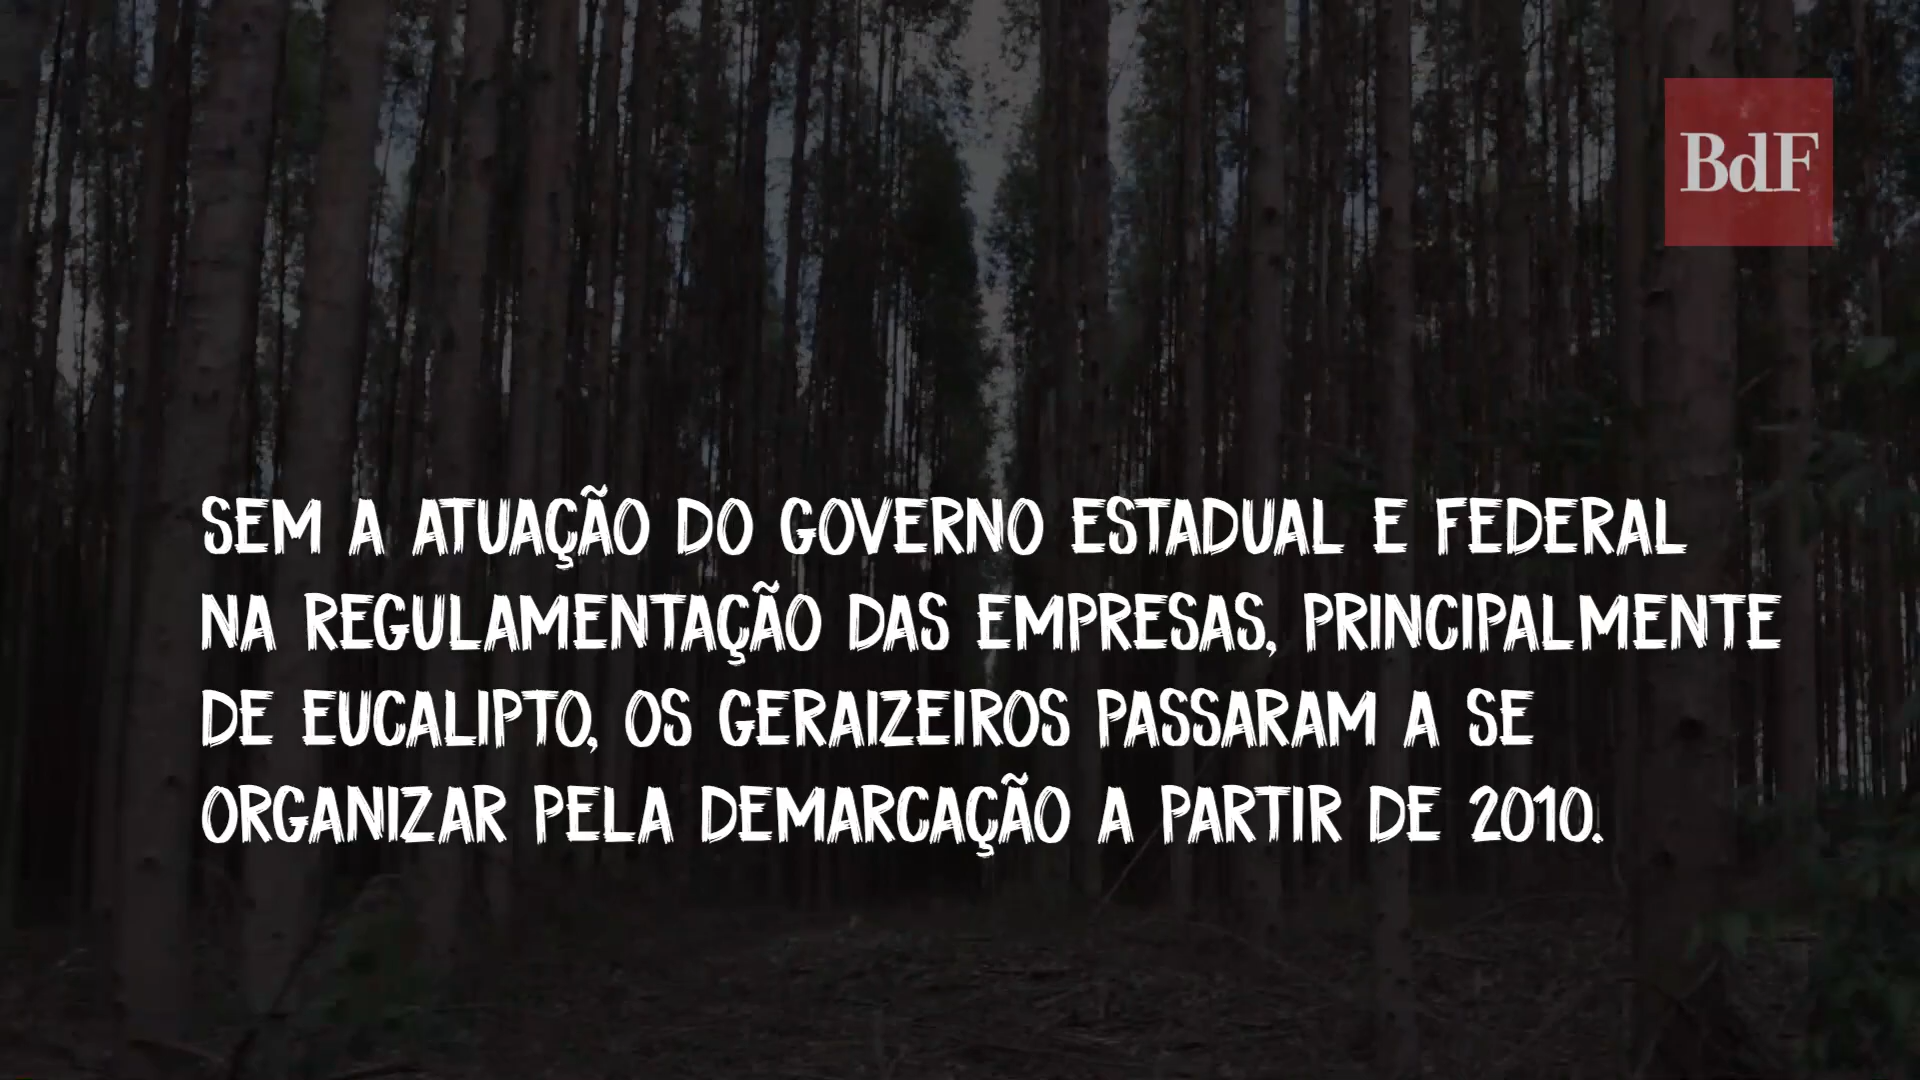 BdF
SEM A ATUAÇÃO DO GOVERNO ESTADUAL E FEDERAL
NA REGULAMENTAÇÃO DAS EMPRESAS, PRINCIPALMENTE
DE EUCALIPTO, OS GERAIZEIROS PASSARAM A SE
ORGANIZAR PELA DEMARCAÇÃO A PARTIR DE 2010.